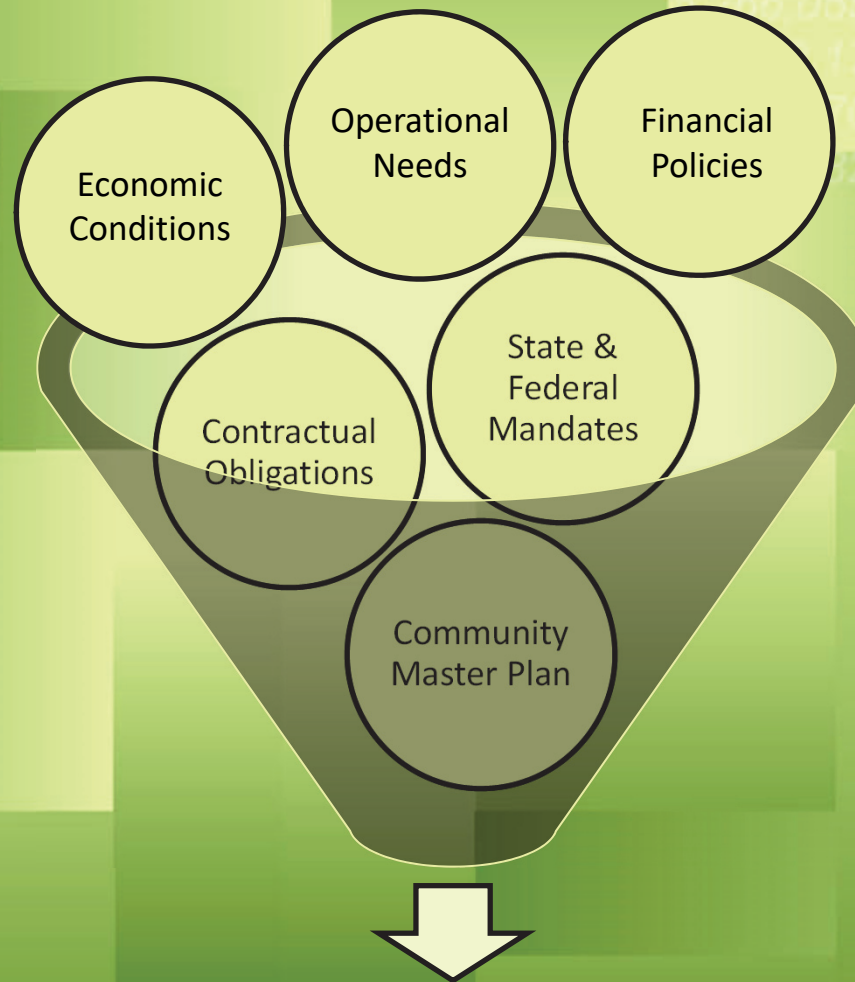 Economic
Conditions
Operational
Needs
Financial
Policies
Contractual
Obligations
State &
Federal
Mandates
Community
Master Plan